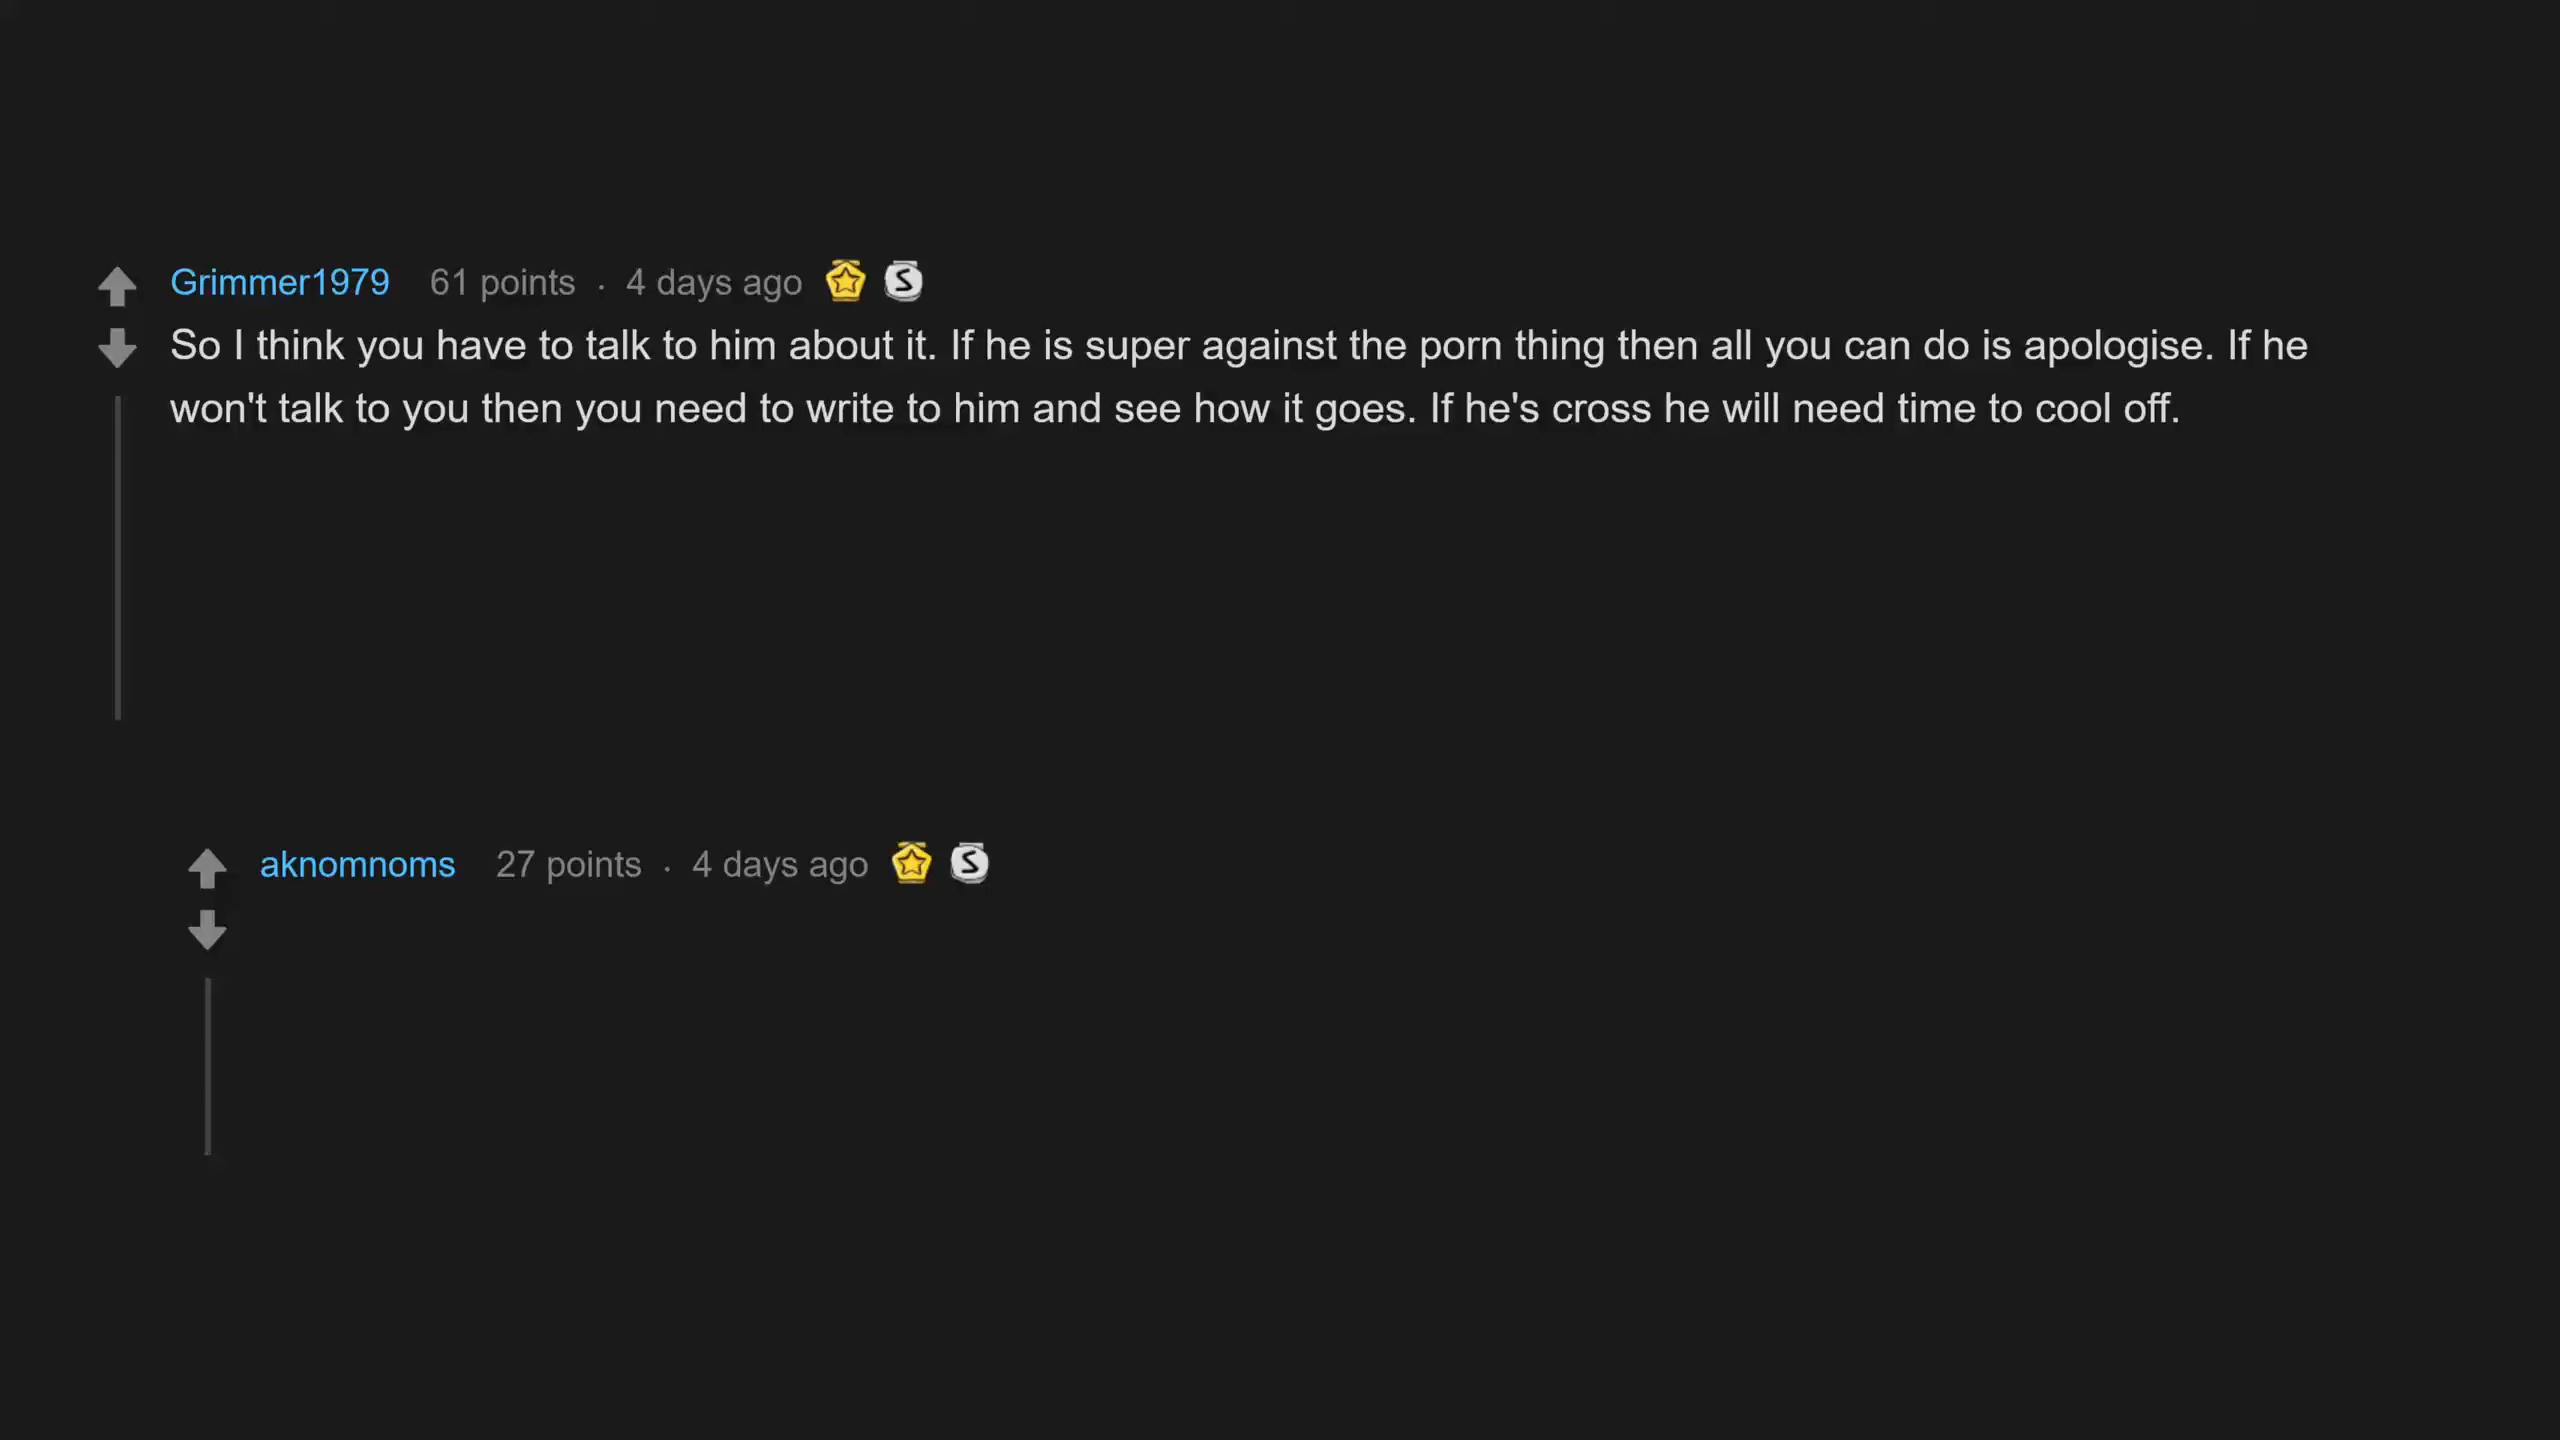 Grimmer1979 61 points · 4 days ago S
So I think you have to talk to him about it. If he is super against the porn thing then all you can do is apologise. If he
won't talk to you then you need to write to him and see how it goes. If he's cross he will need time to cool off.
aknomnoms 27 points · 4 days ago S